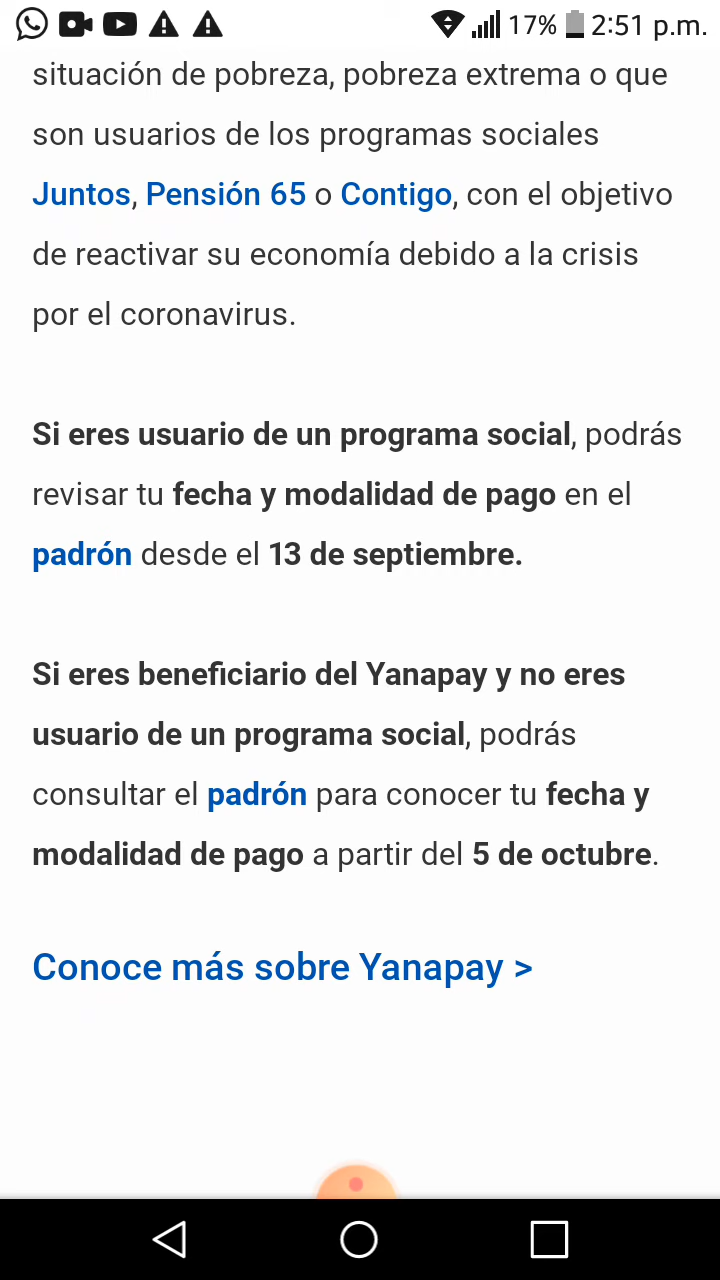 17% 2:51 p.m.
situación de pobreza, pobreza extrema o que
son usuarios de los programas sociales
Juntos, Pensión 65 o Contigo, con el objetivo
de reactivar su economía debido a la crisis
por el coronavirus.
Si eres usuario de un programa social, podrás
revisar tu fecha y modalidad de pago en el
padrón desde el 13 de septiembre.
Si eres beneficiario del Yanapay y no eres
usuario de un programa social, podrás
consultar el padrón para conocer tu fecha y
modalidad de pago a partir del 5 de octubre.
Conoce más sobre Yanapay >